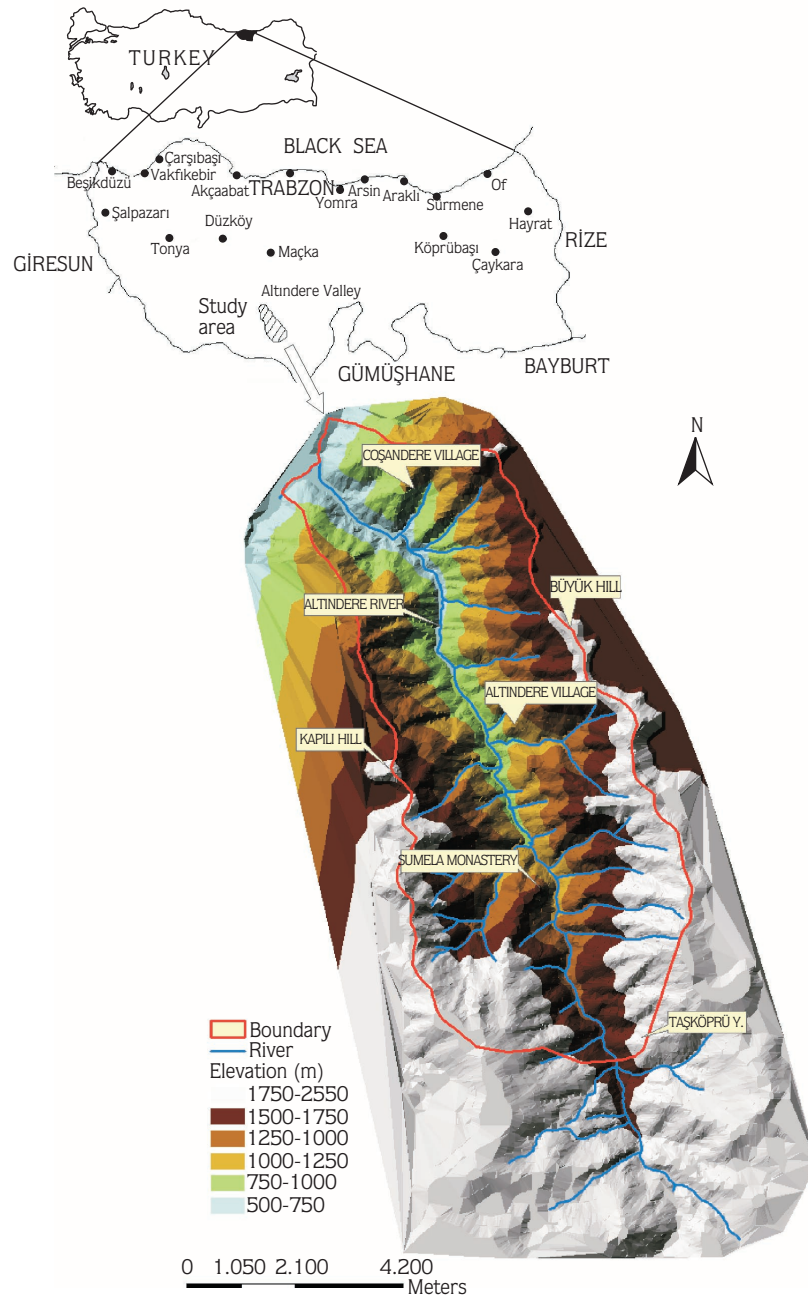 TURKEY
BLACK SEA
Çarşıbaşı
Beşikdüzü
Vakfıkebir
Akçaabat
TRABZON
Yomra
Arsin
Araklı
Sürmene
Of
Şalpazarı
Düzköy
Hayrat
Tonya
Maçka
Köprübaşı
Çaykara
RİZE
GİRESUN
Altındere Valley
Study
area
GÜMÜŞHANE
BAYBURT
N
COŞANDERE VILLAGE
BÜYÜK HILL
ALTINDERE RIVER
ALTINDERE VILLAGE
KAPILI HILL
SUMELA MONASTERY
TAŞKÖPRÜ Y.
Boundary
River
Elevation (m)
1750-2550
1500-1750
1250-1000
1000-1250
750-1000
500-750
0 1.050 2.100 4.200
Meters